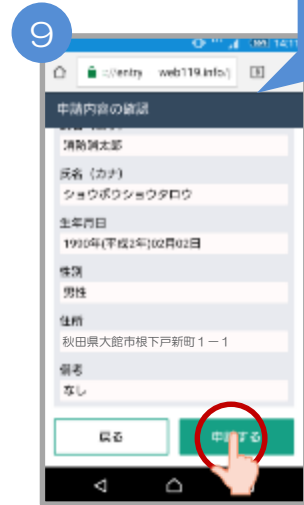 9
14:11
entry web119.info/j
申請内容の確認
消防消太郎
氏名（カナ）
ショウボウショウタロウ
生年月日
1990年(平成2年)02月02日
性別
男性
住所
秋田県大館市根下戸新町１－１
備考
なし
戻る
申請する